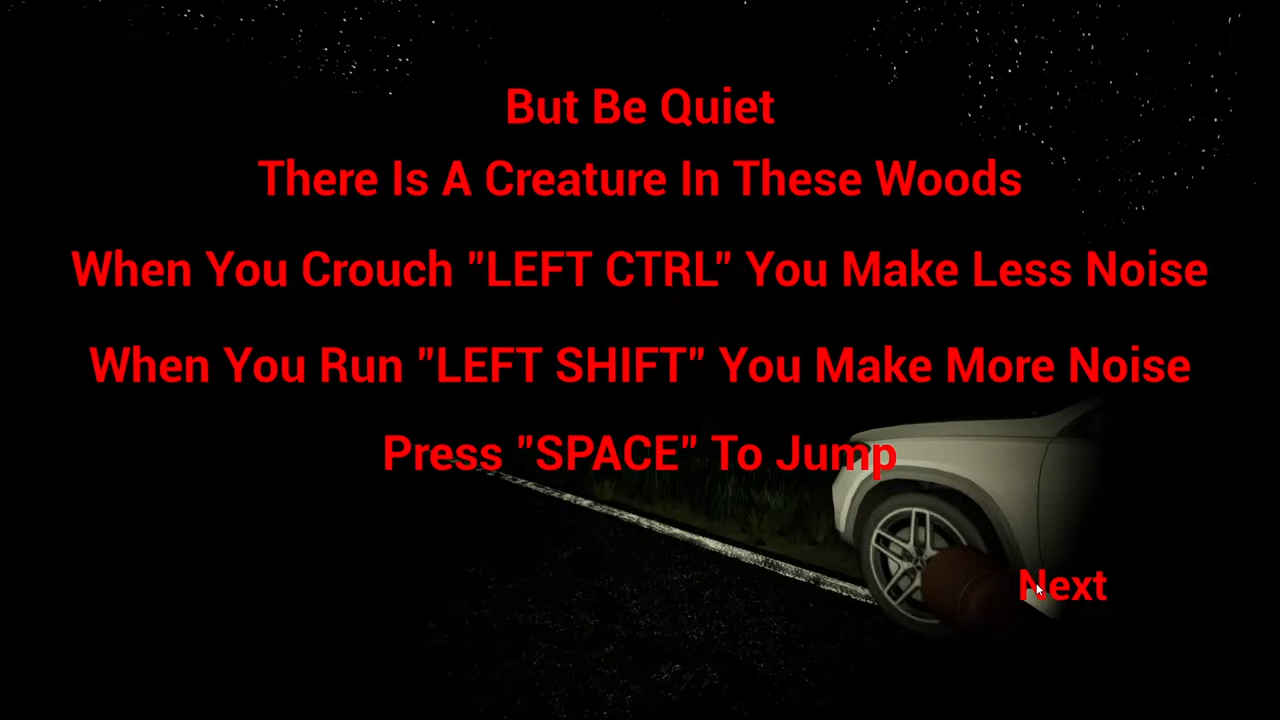 But Be Quiet
There Is A Creature In These Woods
When You Crouch "LEFT CTRL" You Make Less Noise
When You Run "LEFT SHIFT" You Make More Noise
Press "SPACE" To Jump
Next